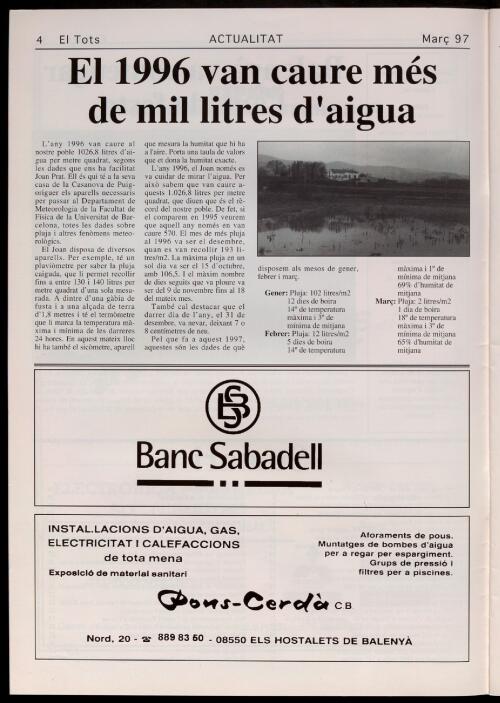 4 El Tots
ACTUALITAT
Març 97
El 1996 van caure més
de mil litres d'aigua
L'any 1996 van caure al
nostre poble 1026,8 litres d'ai-
gua per metre quadrat, segons
les dades que ens ha facilitat
Joan Prat. Ell és qui té a la seva
casa de la Casanova de Puig-
origuer els aparells necessaris
per passar al Departament de
Meteorologia de la Facultat de
Física de la Universitat de Bar-
celona, totes les dades sobre
pluja i altres fenòmens meteo-
rològics.
El Joan disposa de diversos
aparells. Per exemple, té un
pluviòmetre per saber la pluja
caiguda, que li permet recollir
fins a entre 130 i 140 litres per
metre quadrat d'una sola mesu-
rada. A dintre d'una gàbia de
fusta i a una alçada de terra
d'1,8 metres i té el termòmetre
que li marca la temperatura mà-
xima i mínima de les darreres
24 hores. En aquest mateix lloc
hi ha també el sicòmetre, aparell
que mesura la humitat que hi ha
a l'aire. Porta una taula de valors
que et dona la humitat exacte.
L'any 1996, el Joan només es
va cuidar de mirar l'aigua. Per
això sabem que van caure a-
questes 1.026,8 litres per metre
quadrat, que diuen que és el rè-
cord del nostre poble. De fet, si
el comparem en 1995 veurem
que aquell any només en van
caure 570. El mes de més pluja
al 1996 va ser el desembre,
quan es van recollir 193 li-
tres/m2. La màxima pluja en un
sol dia va ser el 15 d'octubre,
amb 106,5. I el màxim nombre
de dies seguits que va ploure va
ser del 9 de novembre fins al 18
del mateix mes.
També cal destacar que el
darrer dia de l'any, el 31 de
desembre, va nevar, deixant 7 o
8 centímetres de neu.
Pel que fa a aquest 1997,
aquestes són les dades de què
disposem als mesos de gener,
febrer i març.
Gener: Pluja: 102 litres/m2
12 dies de boira
14º de temperatura
màxima i 3º de
mínima de mitjana
Febrer: Pluja: 12 litres/m2
5 dies de boira
14º de temperatura
màxima i 1º de
mínima de mitjana
69% d'humitat de
mitjana
Març: Pluja: 2 litres/m2
1 dia de boira
18º de temperatura
màxima i 3º de
mínima de mitjana
65% d'humitat de
mitjana
Banc Sabadell
INSTAL.LACIONS D'AIGUA, GAS,
ELECTRICITAT I CALEFACCIONS
de tota mena
Exposició de material sanitari
Aforaments de pous.
Muntatges de bombes d'aigua
per a regar per espargiment.
Grups de pressió i
filtres per a piscines.
Pons-Cerdà C B
Nord, 20 - ☎ 889 83 60 - 08550 ELS HOSTALETS DE BALENYÀ